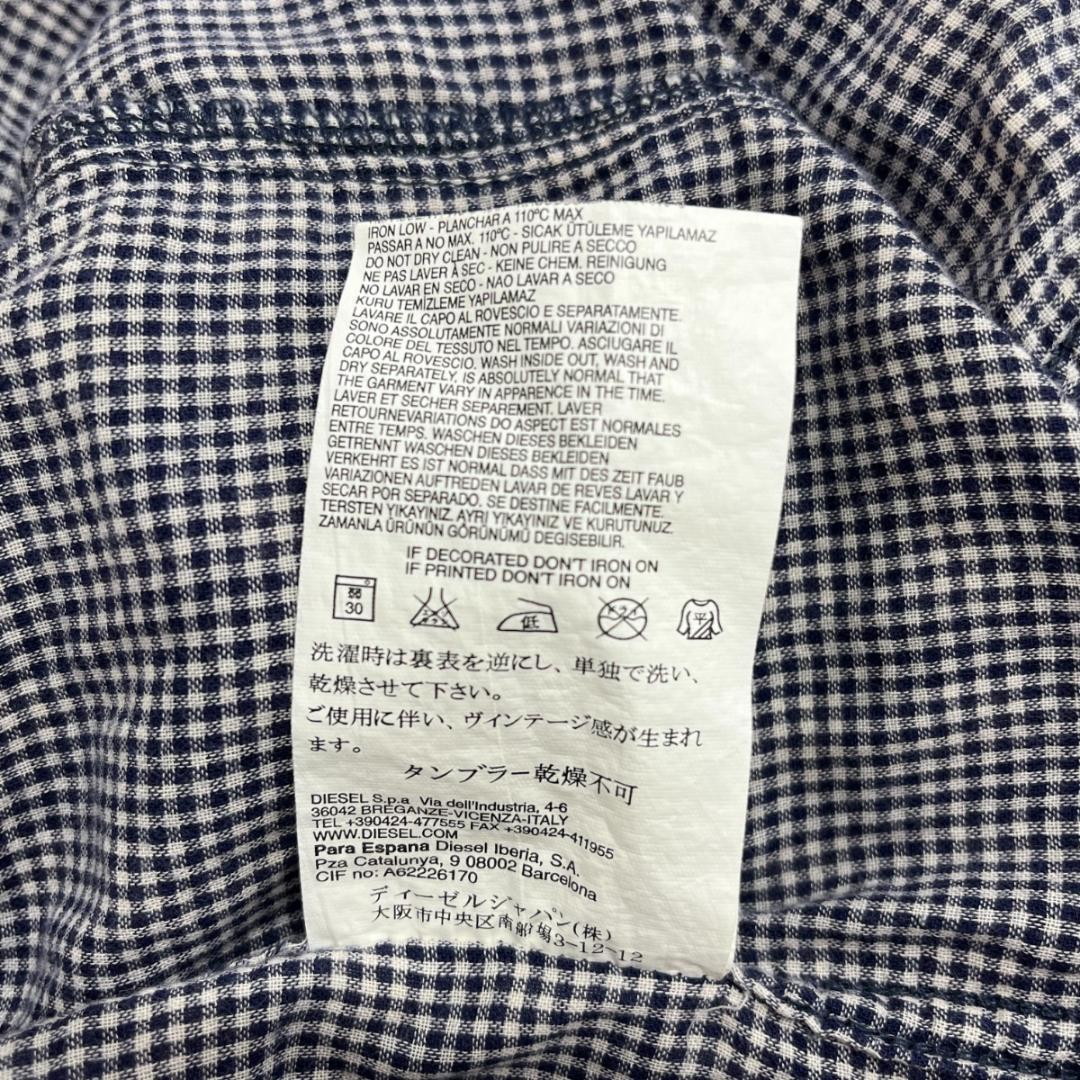 IRON LOW - PLANCHAR A 110ºC MAX
PASSAR A NO MAX. 110ºC - SICAK ÜTÜLEME YAPILAMAZ
DO NOT DRY CLEAN - NON PULIRE A SECCO
NE PAS LAVER À SEC - KEINE CHEM. REINIGUNG
NO LAVAR EN SECO - NAO LAVAR A SECO
KURU TEMIZLEME YAPILAMAZ
LAVARE IL CAPO AL ROVESCIO E SEPARATAMENTE.
SONO ASSOLUTAMENTE NORMALI VARIAZIONI DI
COLORE DEL TESSUTO NEL TEMPO. ASCIUGARE IL
CAPO AL ROVESCIO. WASH INSIDE OUT, WASH AND
DRY SEPARATELY. IS ABSOLUTELY NORMAL THAT
THE GARMENT VARY IN APPARENCE IN THE TIME.
LAVER ET SECHER SEPAREMENT. LAVER
RETOURNEVARIATIONS DO ASPECT EST NORMALES
ENTRE TEMPS. WASCHEN DIESES BEKLEIDEN
GETRENNT WASCHEN DIESES BEKLEIDEN
VERKEHRT ES IST NORMAL DASS MIT DES ZEIT FAUB
VARIAZIONEN AUFTREDEN LAVAR DE REVES LAVAR Y
SECAR POR SEPARADO. SE DESTINE FACILEMENTE.
TERSTEN YIKAYINIZ. AYRI YIKAYINIZ VE KURUTUNUZ.
ZAMANLA ÜRÜNÜN GÖRÜNÜMÜ DEGISEBILIR.
IF DECORATED DON'T IRON ON
IF PRINTED DON'T IRON ON
弱 30 低 ドライ 平
洗濯時は裏表を逆にし、単独で洗い、
乾燥させて下さい。
ご使用に伴い、ヴィンテージ感が生まれ
ます。
タンブラー乾燥不可
DIESEL S.p.a Via dell'Industria, 4-6
36042 BREGANZE-VICENZA-ITALY
TEL +390424-477555 FAX +390424-411955
WWW.DIESEL.COM
Para Espana Diesel Iberia, S.A.
Pza Catalunya, 9 08002 Barcelona
CIF no: A62226170
ディーゼルジャパン(株)
大阪市中央区南船場3-12-12